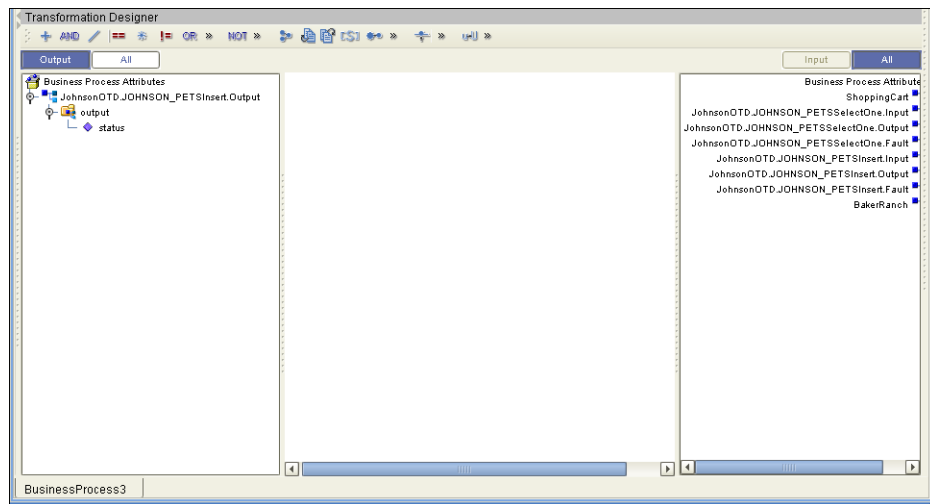 Transformation Designer
+ AND / == * != OR » NOT » » » »
Output All Input All
Business Process Attributes
JohnsonOTD.JOHNSON_PETSInsert.Output
output
status
Business Process Attribute
ShoppingCart
JohnsonOTD.JOHNSON_PETSSelectOne.Input
JohnsonOTD.JOHNSON_PETSSelectOne.Output
JohnsonOTD.JOHNSON_PETSSelectOne.Fault
JohnsonOTD.JOHNSON_PETSInsert.Input
JohnsonOTD.JOHNSON_PETSInsert.Output
JohnsonOTD.JOHNSON_PETSInsert.Fault
BakerRanch
BusinessProcess3